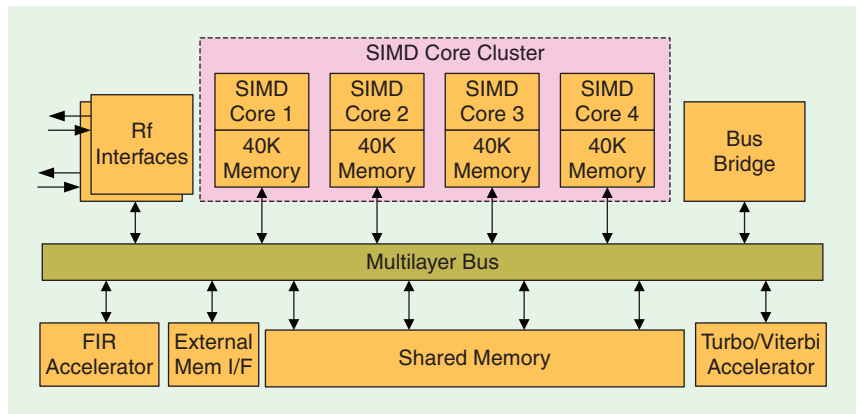 SIMD Core Cluster
Rf
Interfaces
SIMD
Core 1
40K
Memory
SIMD
Core 2
40K
Memory
SIMD
Core 3
40K
Memory
SIMD
Core 4
40K
Memory
Bus
Bridge
Multilayer Bus
FIR
Accelerator
External
Mem I/F
Shared Memory
Turbo/Viterbi
Accelerator